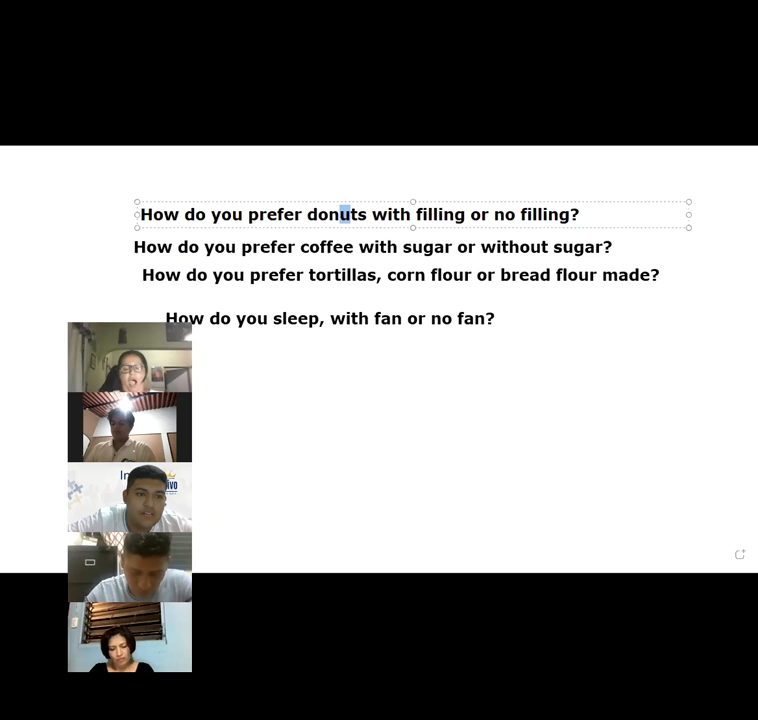 How do you prefer donuts with filling or no filling?
How do you prefer coffee with sugar or without sugar?
How do you prefer tortillas, corn flour or bread flour made?
How do you sleep, with fan or no fan?